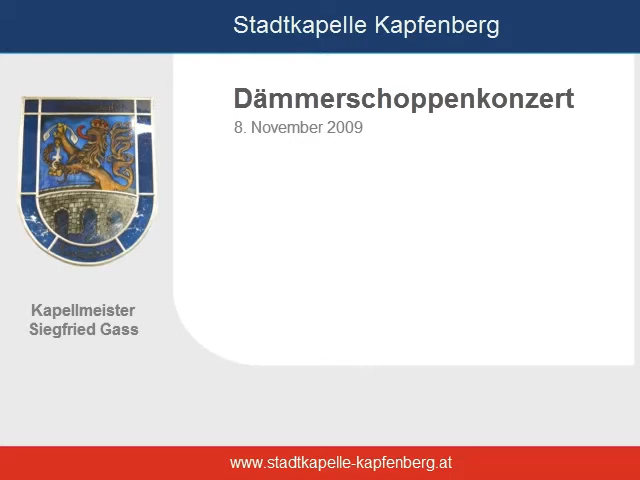 Stadtkapelle Kapfenberg
Dämmerschoppenkonzert
8. November 2009
Kapellmeister
Siegfried Gass
www.stadtkapelle-kapfenberg.at